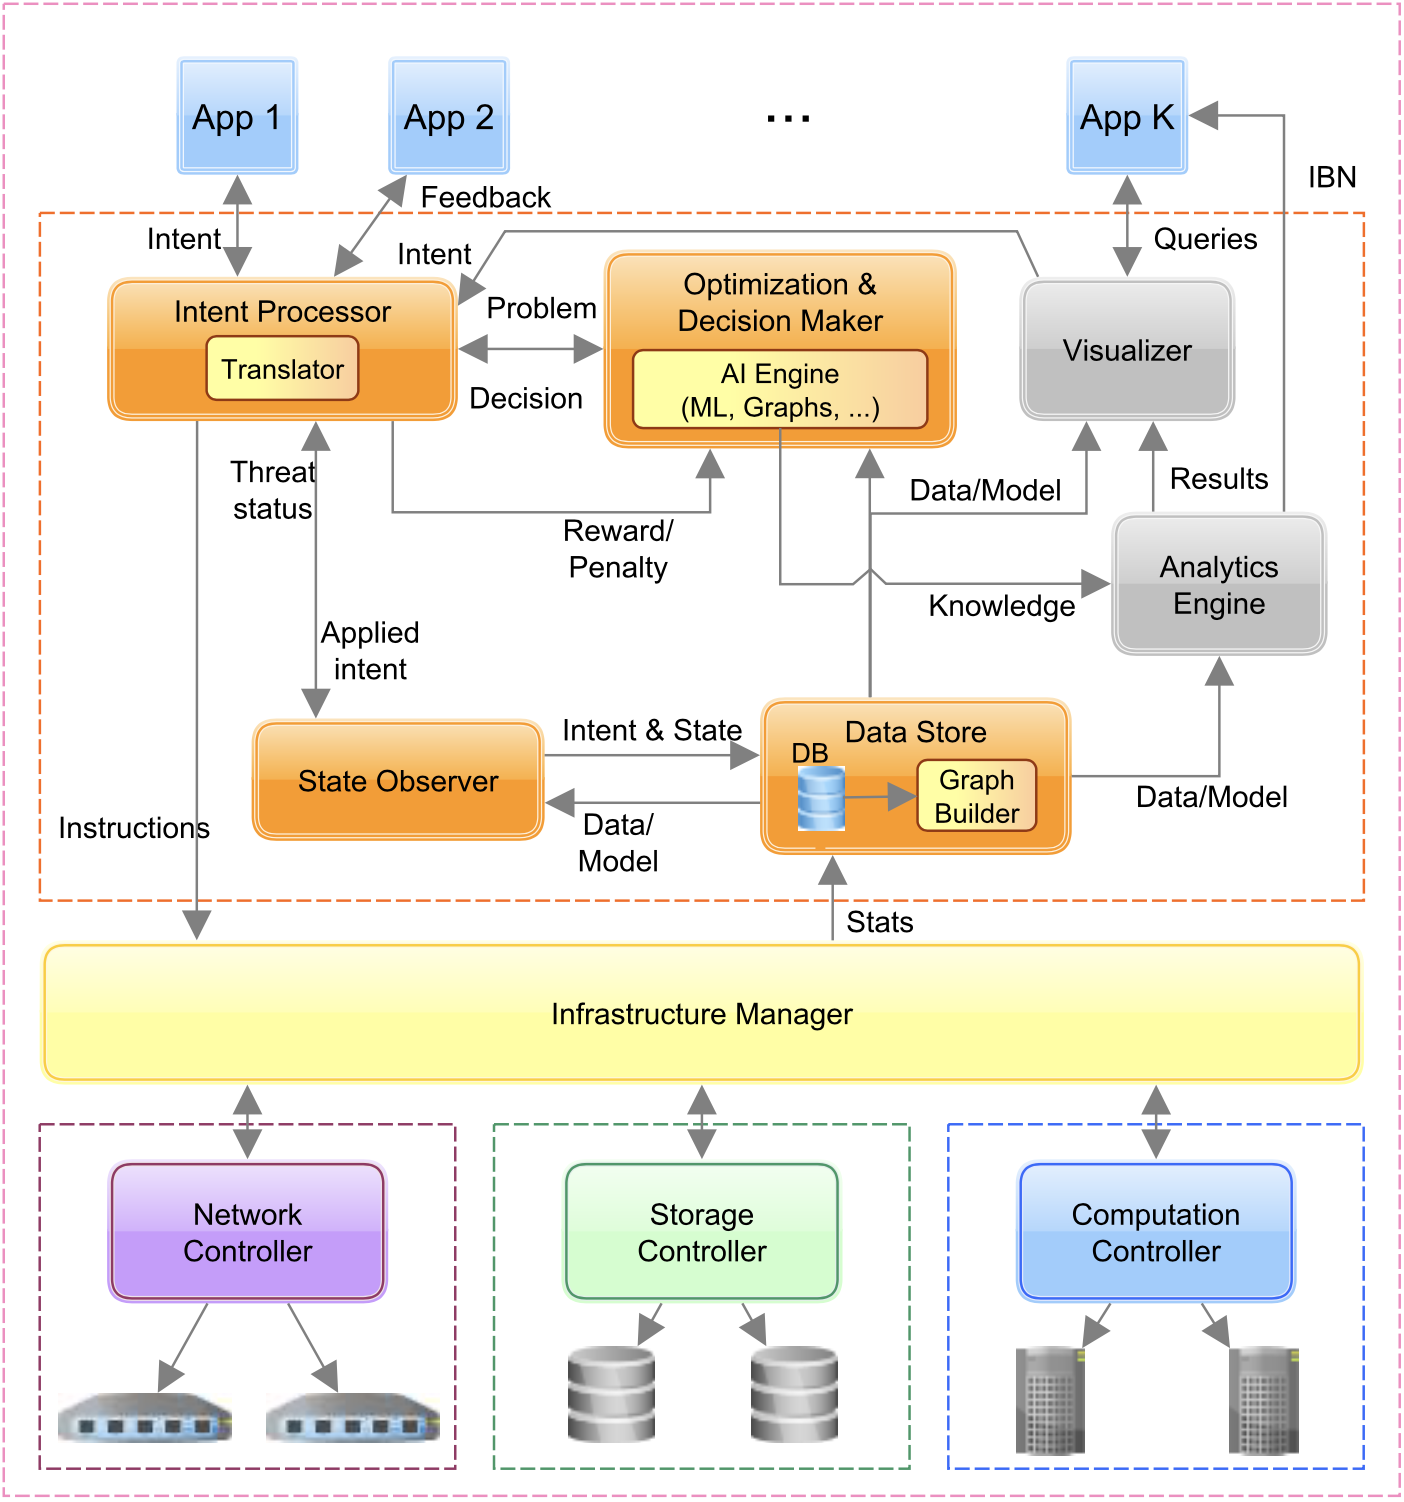 App 1
App 2
...
App K
IBN
Feedback
Intent
Intent
Queries
Intent Processor
Translator
Problem
Decision
Optimization &
Decision Maker
AI Engine
(ML, Graphs, ...)
Visualizer
Threat
status
Reward/
Penalty
Data/Model
Results
Analytics
Engine
Knowledge
Applied
intent
State Observer
Intent & State
Data/
Model
Data Store
DB
Graph
Builder
Data/Model
Instructions
Stats
Infrastructure Manager
Network
Controller
Storage
Controller
Computation
Controller